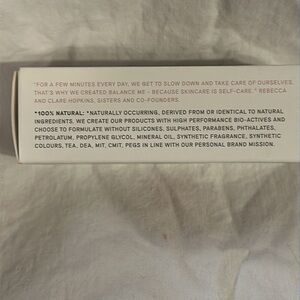 "FOR A FEW MINUTES EVERY DAY, WE GET TO SLOW DOWN AND TAKE CARE OF OURSELVES.
THAT'S WHY WE CREATED BALANCE ME – BECAUSE SKINCARE IS SELF-CARE." REBECCA
AND CLARE HOPKINS, SISTERS AND CO-FOUNDERS.
*100% NATURAL: *NATURALLY OCCURRING, DERIVED FROM OR IDENTICAL TO NATURAL
INGREDIENTS, WE CREATE OUR PRODUCTS WITH HIGH PERFORMANCE BIO-ACTIVES AND
CHOOSE TO FORMULATE WITHOUT SILICONES, SULPHATES, PARABENS, PHTHALATES,
PETROLATUM, PROPYLENE GLYCOL, MINERAL OIL, SYNTHETIC FRAGRANCE, SYNTHETIC
COLOURS, TEA, DEA, MIT, CMIT, PEGS IN LINE WITH OUR PERSONAL BRAND MISSION.